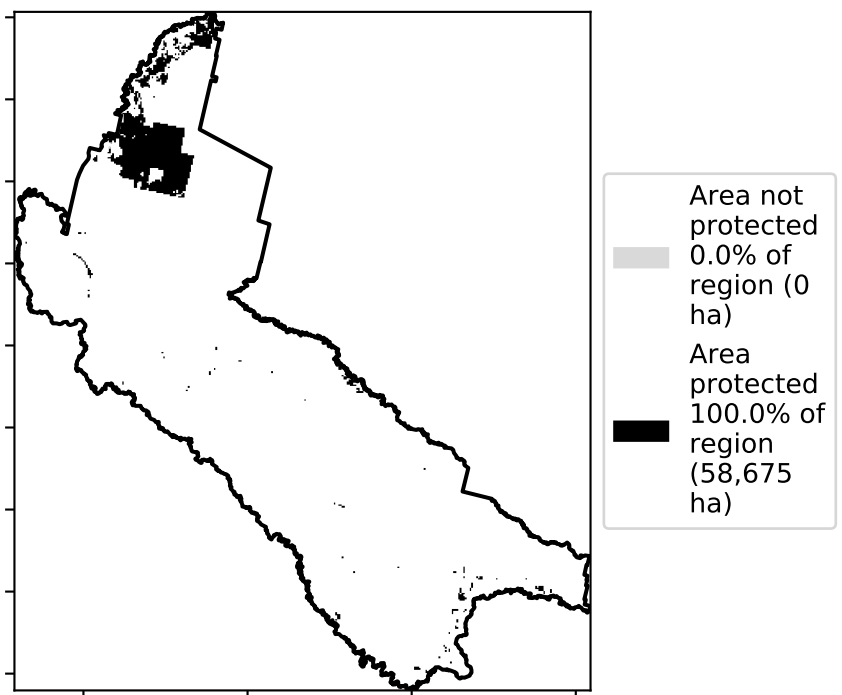 Area not
protected
0.0% of
region (0
ha)
Area
protected
100.0% of
region
(58,675
ha)